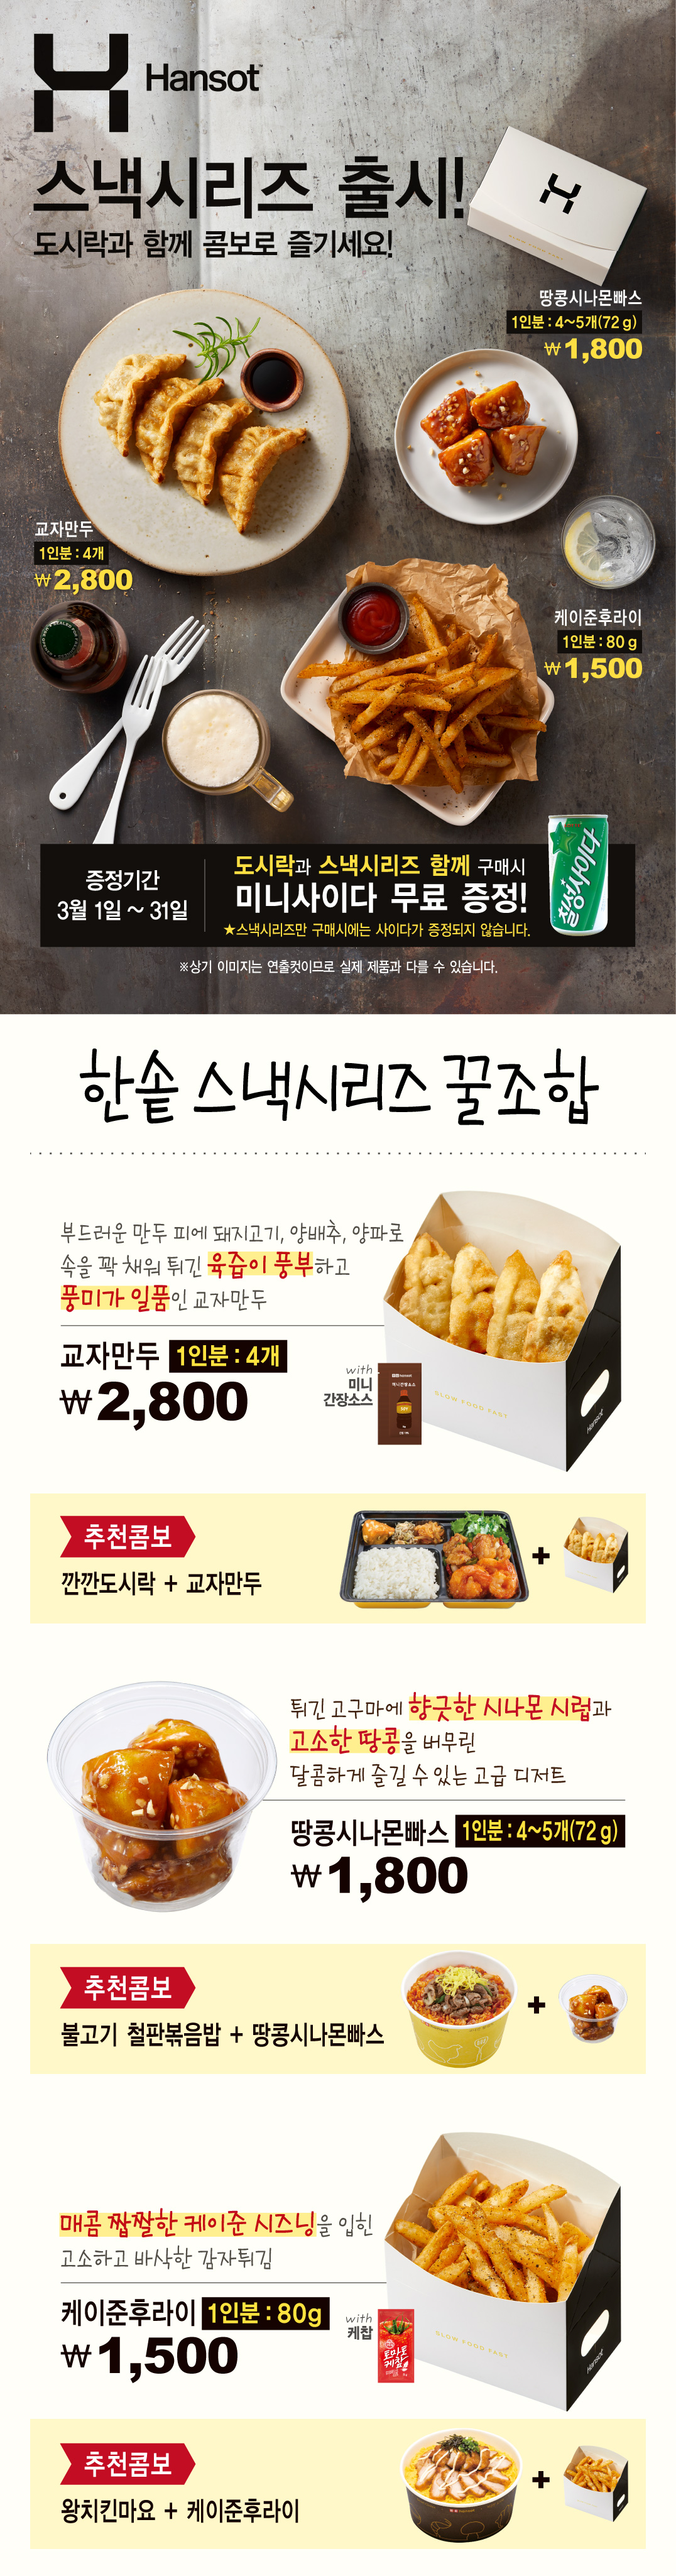 Hansot
스낵시리즈 출시!
도시락과 함께 콤보로 즐기세요!
땅콩시나몬빠스
1인분 : 4~5개(72 g)
₩1,800
교자만두
1인분 : 4개
₩2,800
케이준후라이
1인분 : 80 g
₩1,500
증정기간
3월 1일 ~ 31일
도시락과 스낵시리즈 함께 구매시
미니사이다 무료 증정!
★스낵시리즈만 구매시에는 사이다가 증정되지 않습니다.
칠성사이다
※상기 이미지는 연출컷이므로 실제 제품과 다를 수 있습니다.
한솥 스낵시리즈 꿀조합
부드러운 만두 피에 돼지고기, 양배추, 양파로
속을 꽉 채워 튀긴 육즙이 풍부하고
풍미가 일품인 교자만두
교자만두 1인분 : 4개
₩2,800
with
미니
간장소스
SLOW FOOD FAST
Hansot
추천콤보
깐깐도시락 + 교자만두
+
튀긴 고구마에 향긋한 시나몬 시럽과
고소한 땅콩을 버무린
달콤하게 즐길 수 있는 고급 디저트
땅콩시나몬빠스 1인분 : 4~5개(72 g)
₩1,800
추천콤보
불고기 철판볶음밥 + 땅콩시나몬빠스
+
매콤 짭짤한 케이준 시즈닝을 입힌
고소하고 바삭한 감자튀김
케이준후라이 1인분 : 80g
₩1,500
with
케찹
토마토
케찹
SLOW FOOD FAST
Hansot
추천콤보
왕치킨마요 + 케이준후라이
+